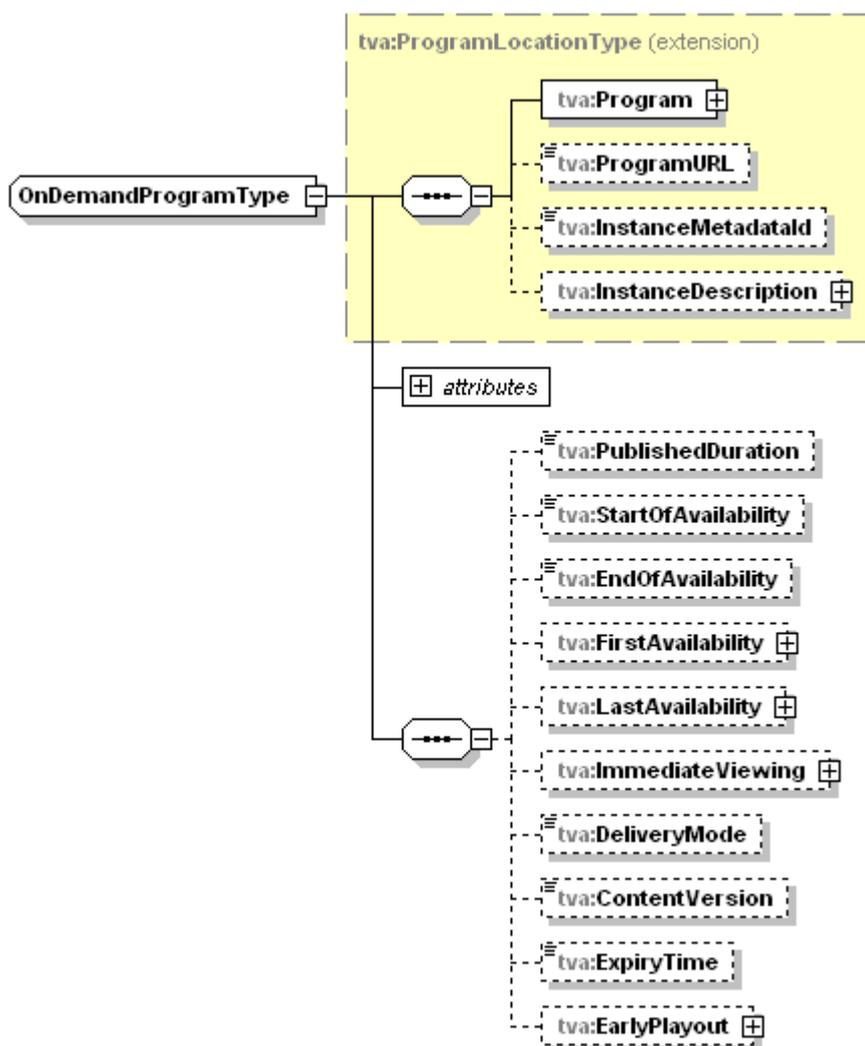 tva:ProgramLocationType (extension)
tva:Program
tva:ProgramURL
OnDemandProgramType
tva:InstanceMetadataId
tva:InstanceDescription
attributes
tva:PublishedDuration
tva:StartOfAvailability
tva:EndOfAvailability
tva:FirstAvailability
tva:LastAvailability
tva:ImmediateViewing
tva:DeliveryMode
tva:ContentVersion
tva:ExpiryTime
tva:EarlyPlayout